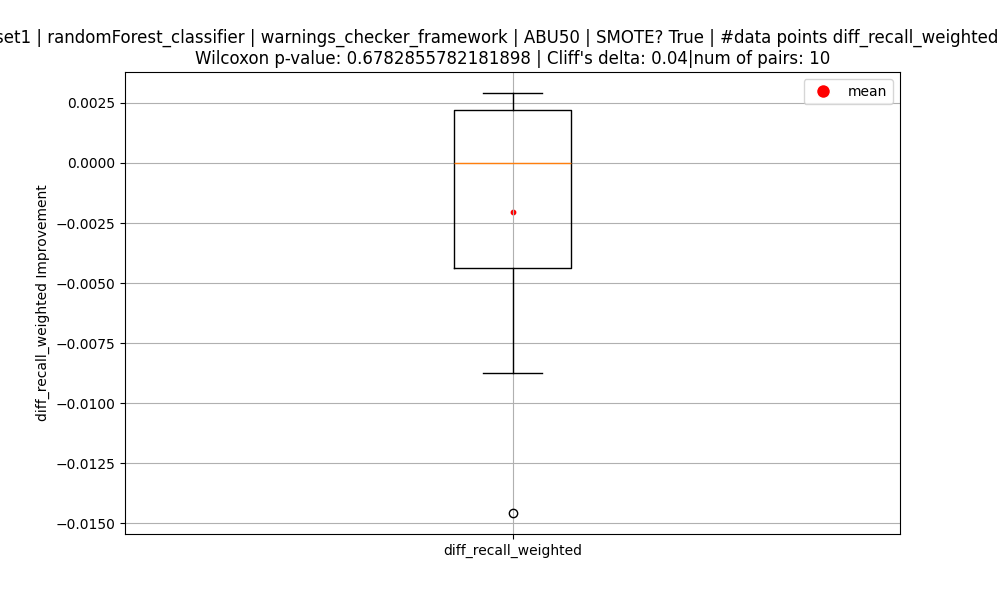 set1 | randomForest_classifier | warnings_checker_framework | ABU50 | SMOTE? True | #data points diff_recall_weighted
Wilcoxon p-value: 0.6782855782181898 | Cliff's delta: 0.04|num of pairs: 10
mean
0.0025
0.0000
−0.0025
−0.0050
−0.0075
−0.0100
−0.0125
−0.0150
diff_recall_weighted Improvement
diff_recall_weighted